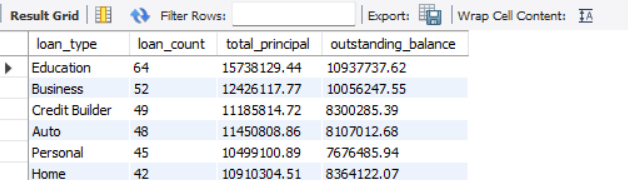 Result Grid Filter Rows: Export: Wrap Cell Content:
loan_type loan_count total_principal outstanding_balance
Education 64 15738129.44 10937737.62
Business 52 12426117.77 10056247.55
Credit Builder 49 11185814.72 8300285.39
Auto 48 11450808.86 8107012.68
Personal 45 10499100.89 7676485.94
Home 42 10910304.51 8364122.07